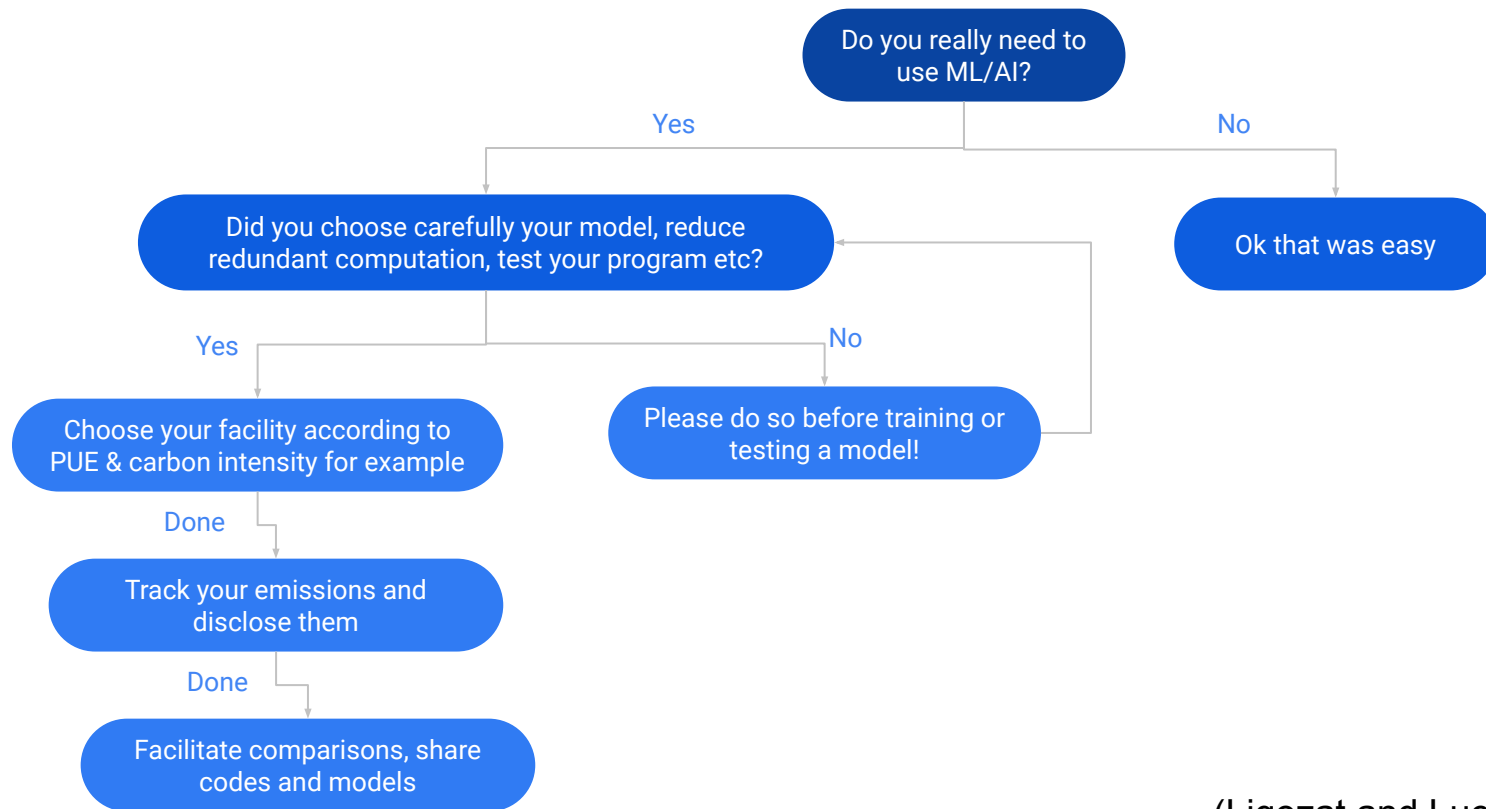 Do you really need to
use ML/AI?
Yes
No
Did you choose carefully your model, reduce
redundant computation, test your program etc?
Ok that was easy
Yes
No
Choose your facility according to
PUE & carbon intensity for example
Please do so before training or
testing a model!
Done
Track your emissions and
disclose them
Done
Facilitate comparisons, share
codes and models
(Ligozat and